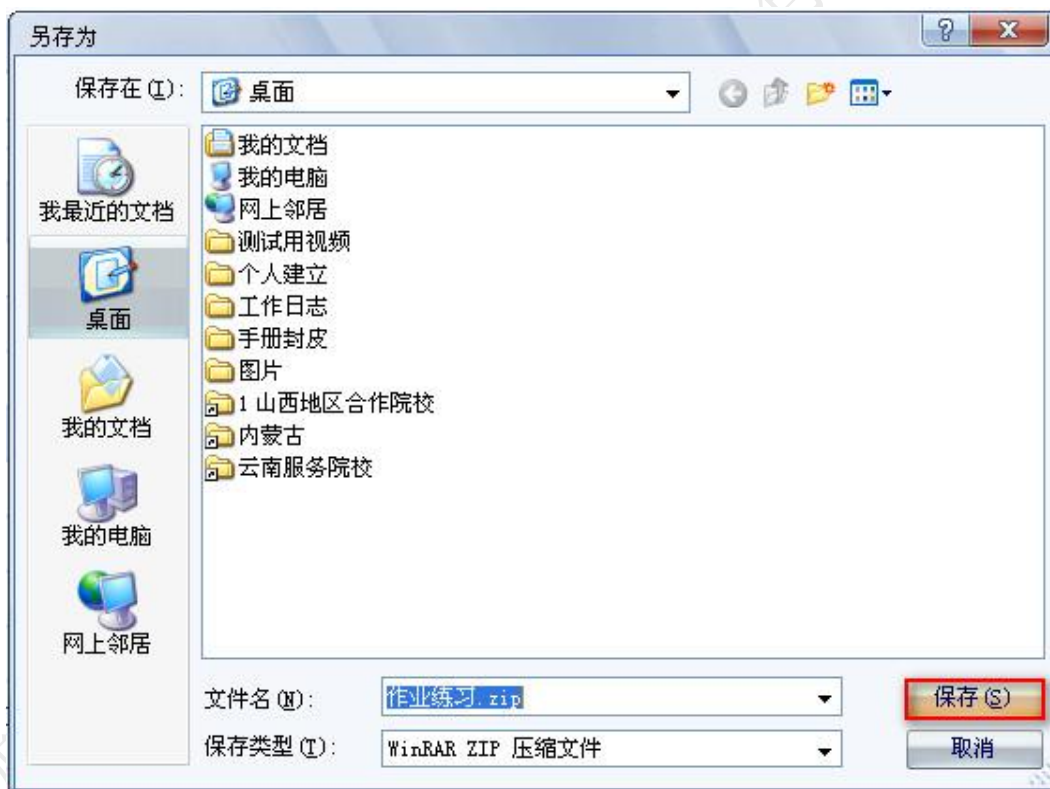 另存为
保存在(I):
桌面
我最近的文档
桌面
我的文档
我的电脑
网上邻居
我的文档
我的电脑
网上邻居
测试用视频
个人建立
工作日志
手册封皮
图片
1 山西地区合作院校
内蒙古
云南服务院校
文件名(N):
作业练习.zip
保存(S)
保存类型(T):
WinRAR ZIP 压缩文件
取消